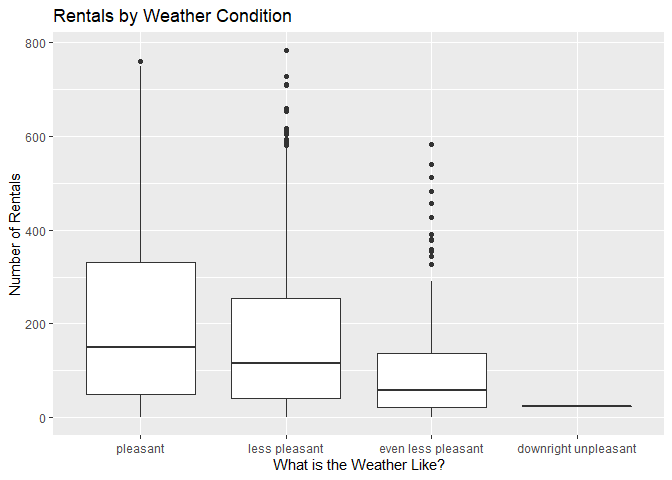 Rentals by Weather Condition
800
600
400
200
0
Number of Rentals
pleasant less pleasant even less pleasant downright unpleasant
What is the Weather Like?